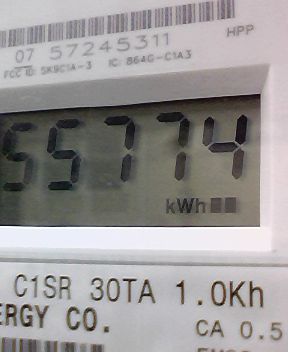 07 57245311
HPP
FCC ID: SK9C1A-3 IC: 864G-C1A3
55774
kWh
C1SR 30TA 1.0Kh
ERGY CO.
CA 0.5